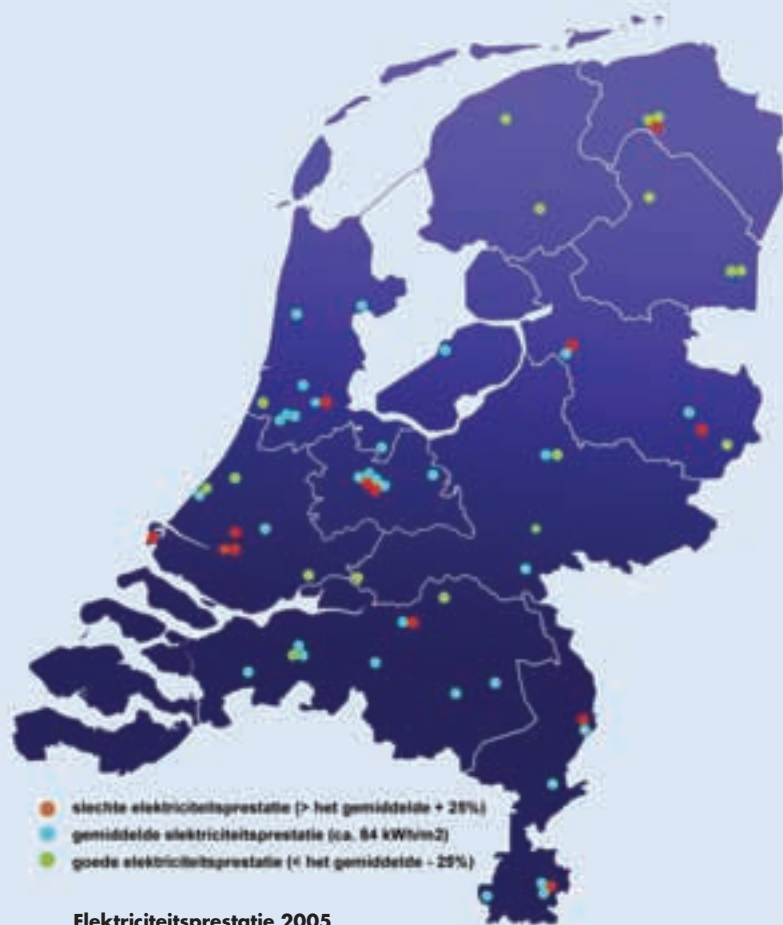 slechte elektriciteitsprestatie (> het gemiddelde + 25%)
gemiddelde elektriciteitsprestatie (ca. 84 kWh/m2)
goede elektriciteitsprestatie (< het gemiddelde - 25%)
Elektriciteitsprestatie 2005